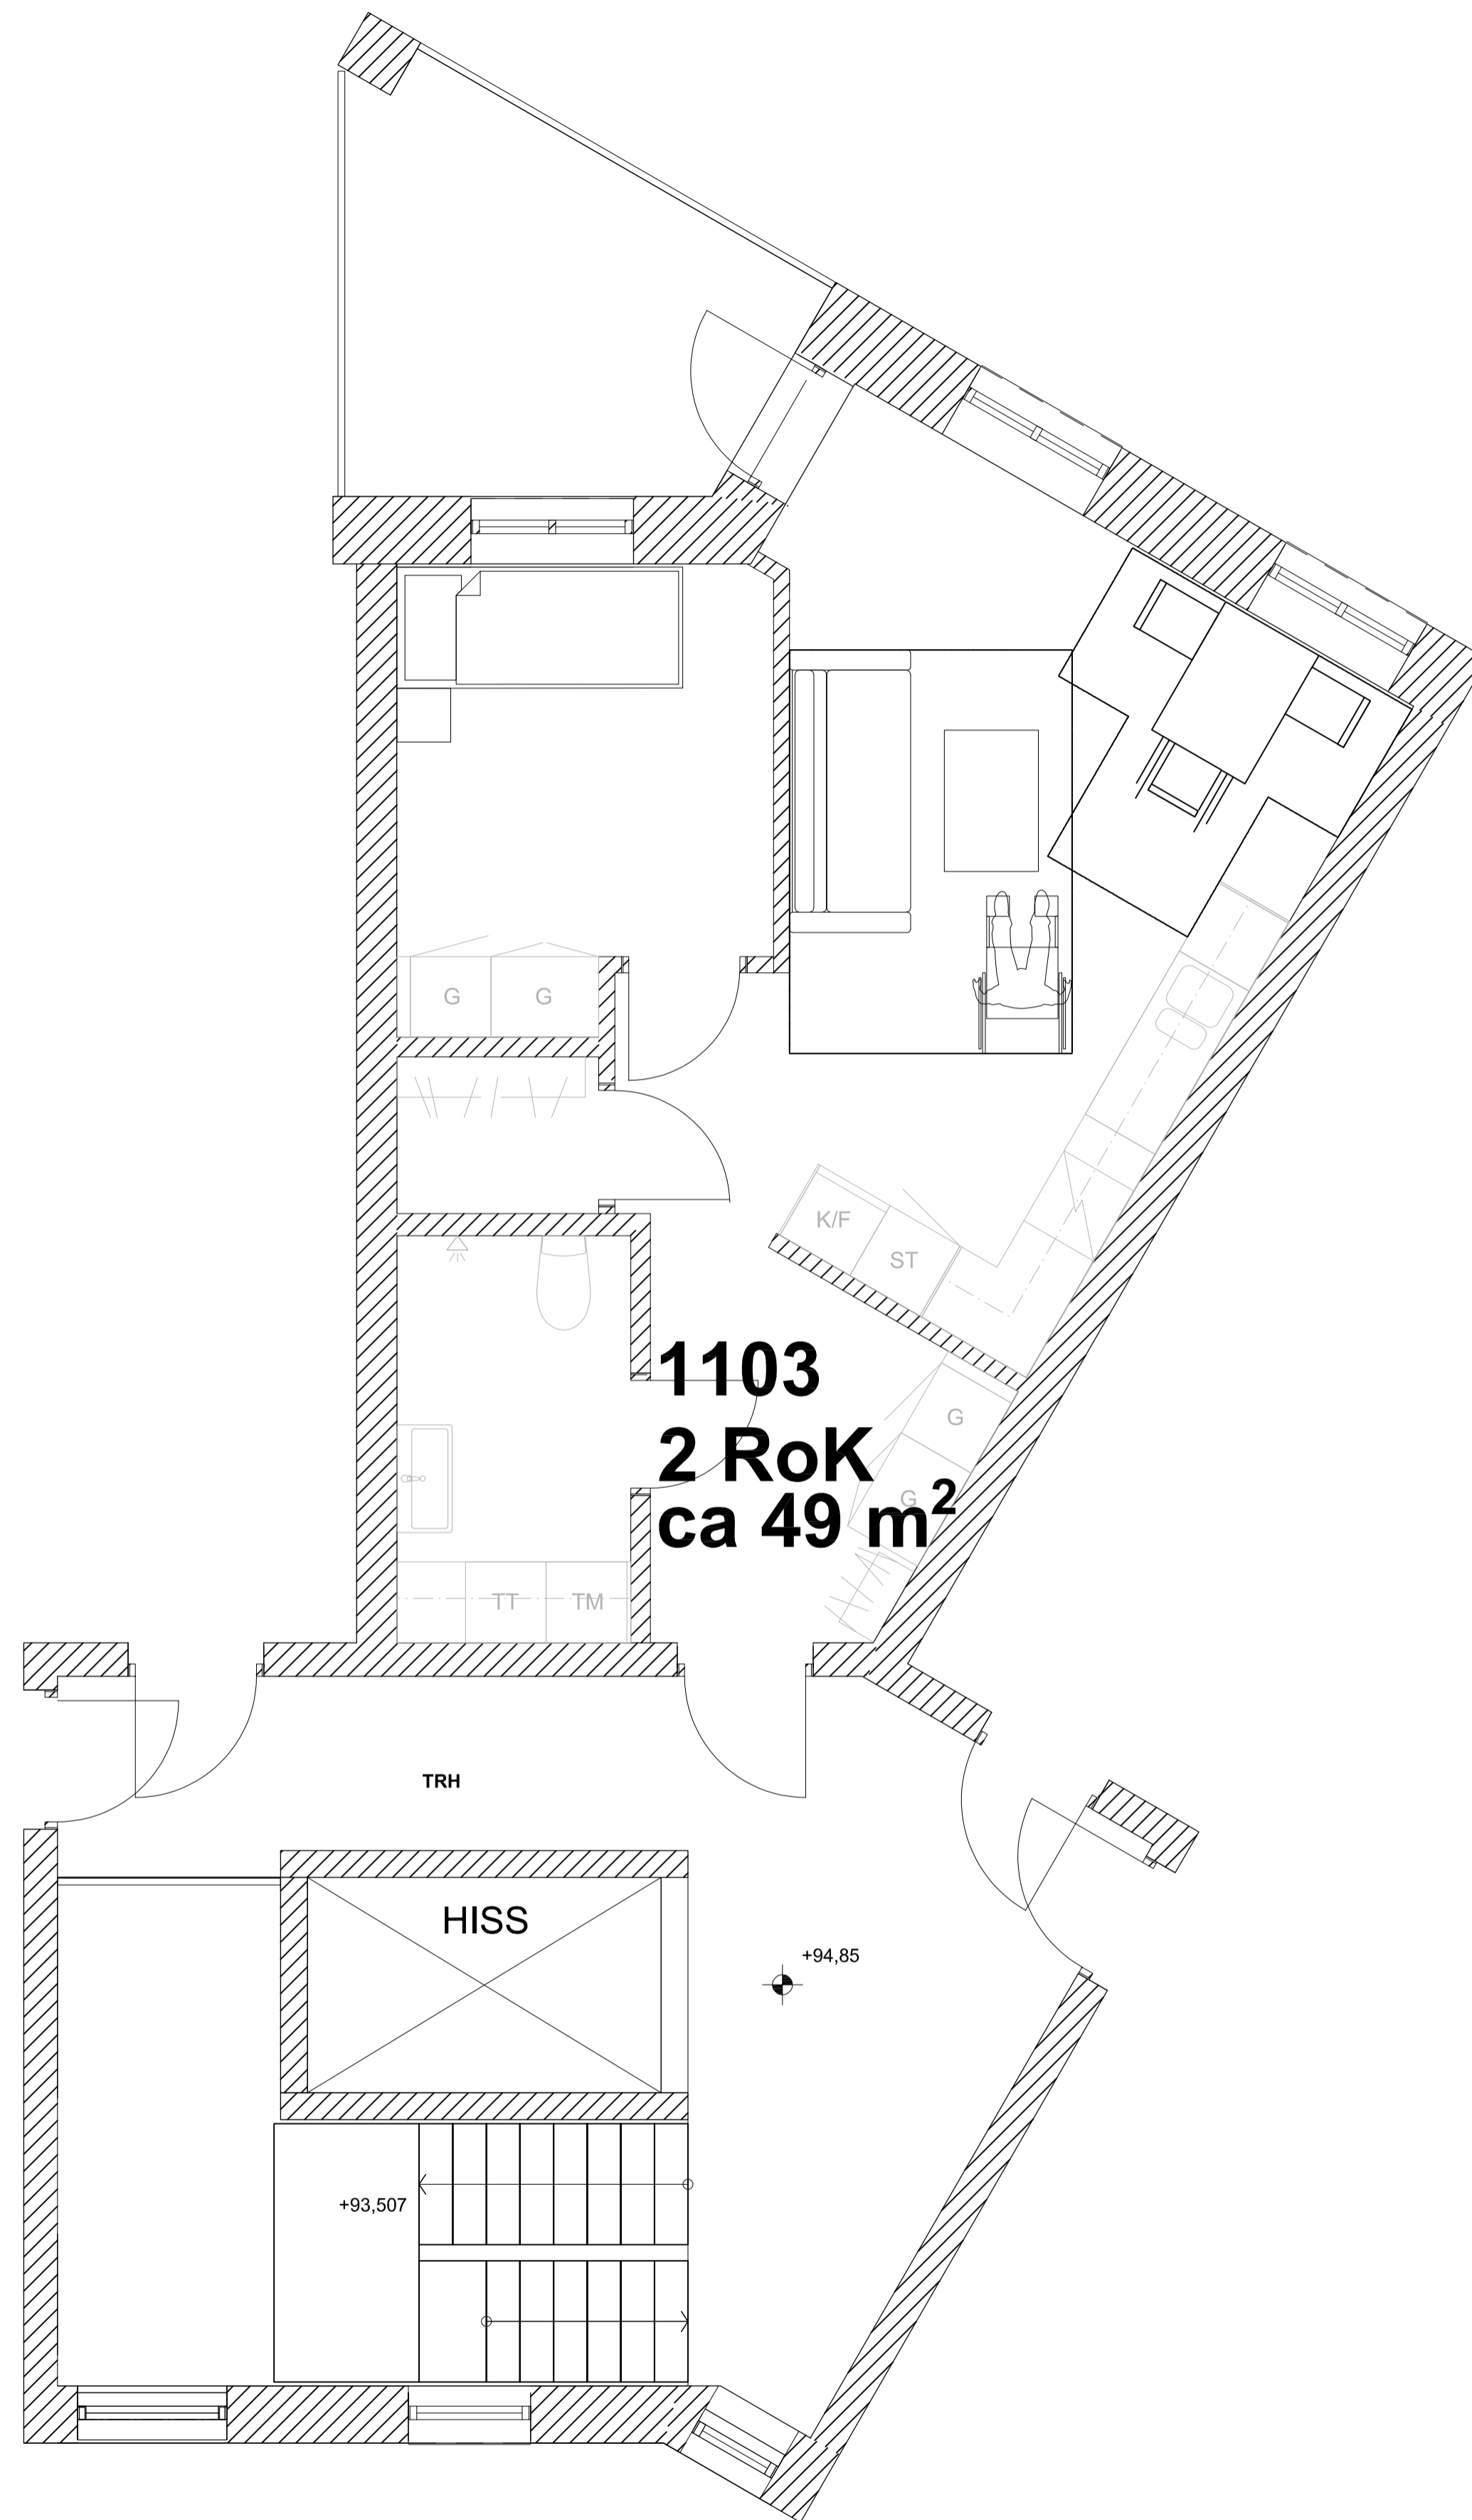 G G
K/F
ST
1103
G
2 RoK
G
ca 49 m²
TT TM
TRH
HISS
+94,85
+93,507